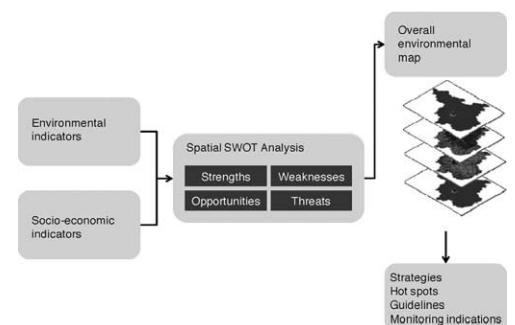 Overall
environmental
map
Environmental
indicators
Spatial SWOT Analysis
Strengths
Weaknesses
Opportunities
Threats
Socio-economic
indicators
Strategies
Hot spots
Guidelines
Monitoring indications